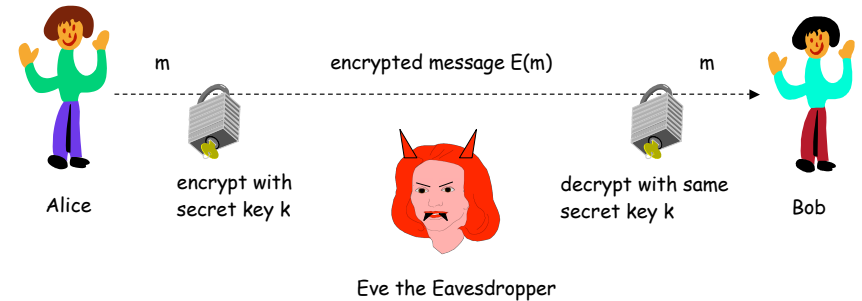 m
encrypted message E(m)
m
encrypt with
secret key k
decrypt with same
secret key k
Alice
Bob
Eve the Eavesdropper